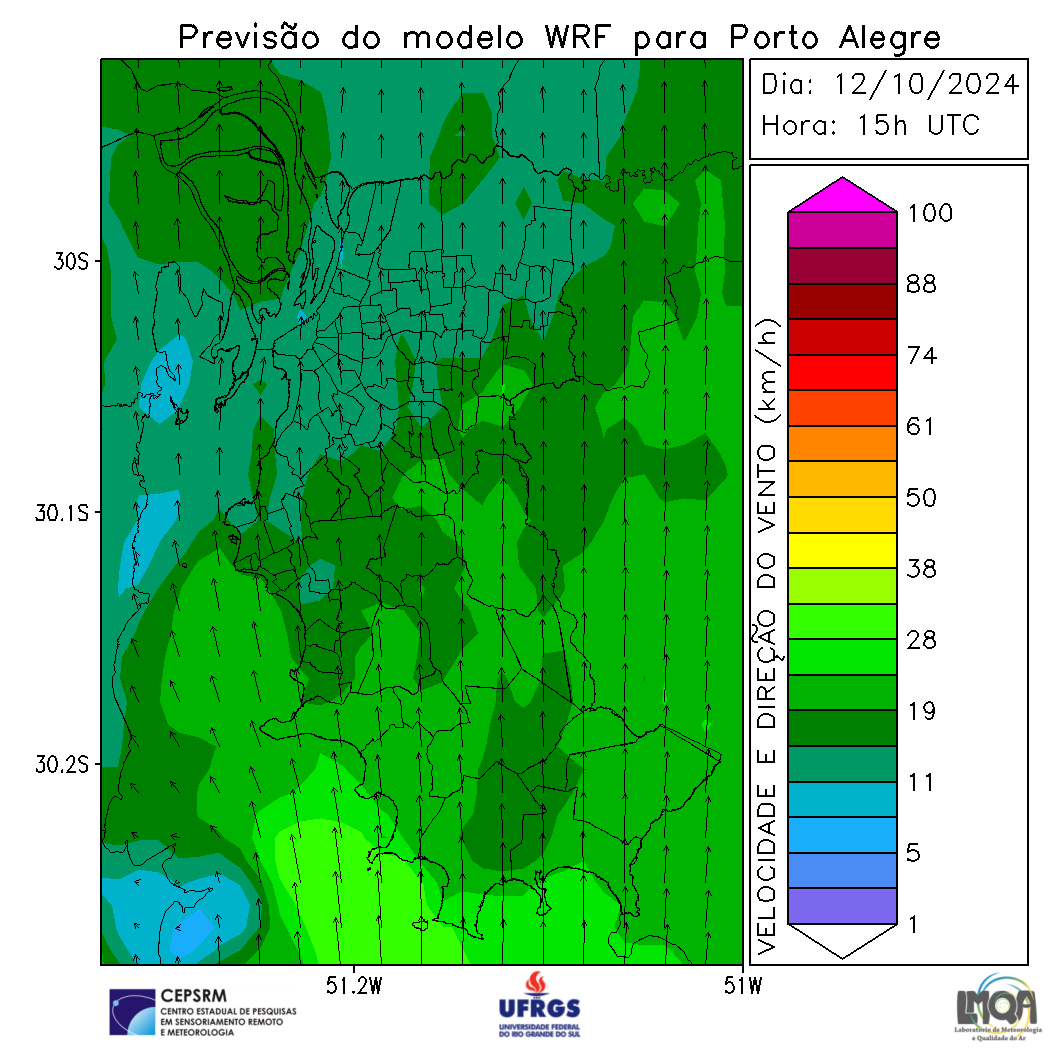 Previsão do modelo WRF para Porto Alegre
Dia: 12/10/2024
Hora: 15h UTC
30S
30.1S
30.2S
51.2W
51W
VELOCIDADE E DIREÇÃO DO VENTO (km/h)
100
88
74
61
50
38
28
19
11
5
1
CEPSRM
CENTRO ESTADUAL DE PESQUISAS
EM SENSORIAMENTO REMOTO
E METEOROLOGIA
UFRGS
UNIVERSIDADE FEDERAL
DO RIO GRANDE DO SUL
LMQA
Laboratório de Meteorologia
e Qualidade do Ar